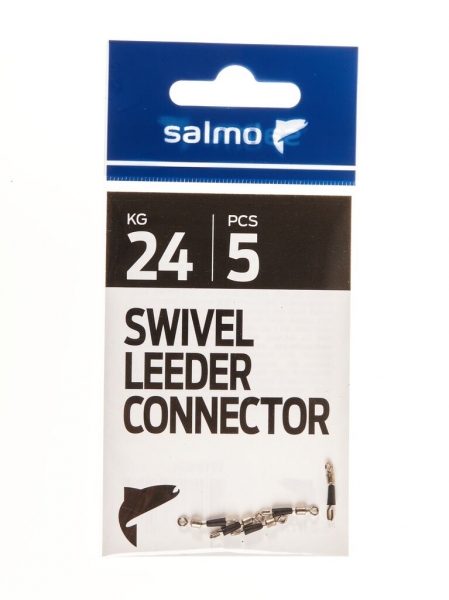 salmo
KG PCS
24 5
SWIVEL
LEEDER
CONNECTOR